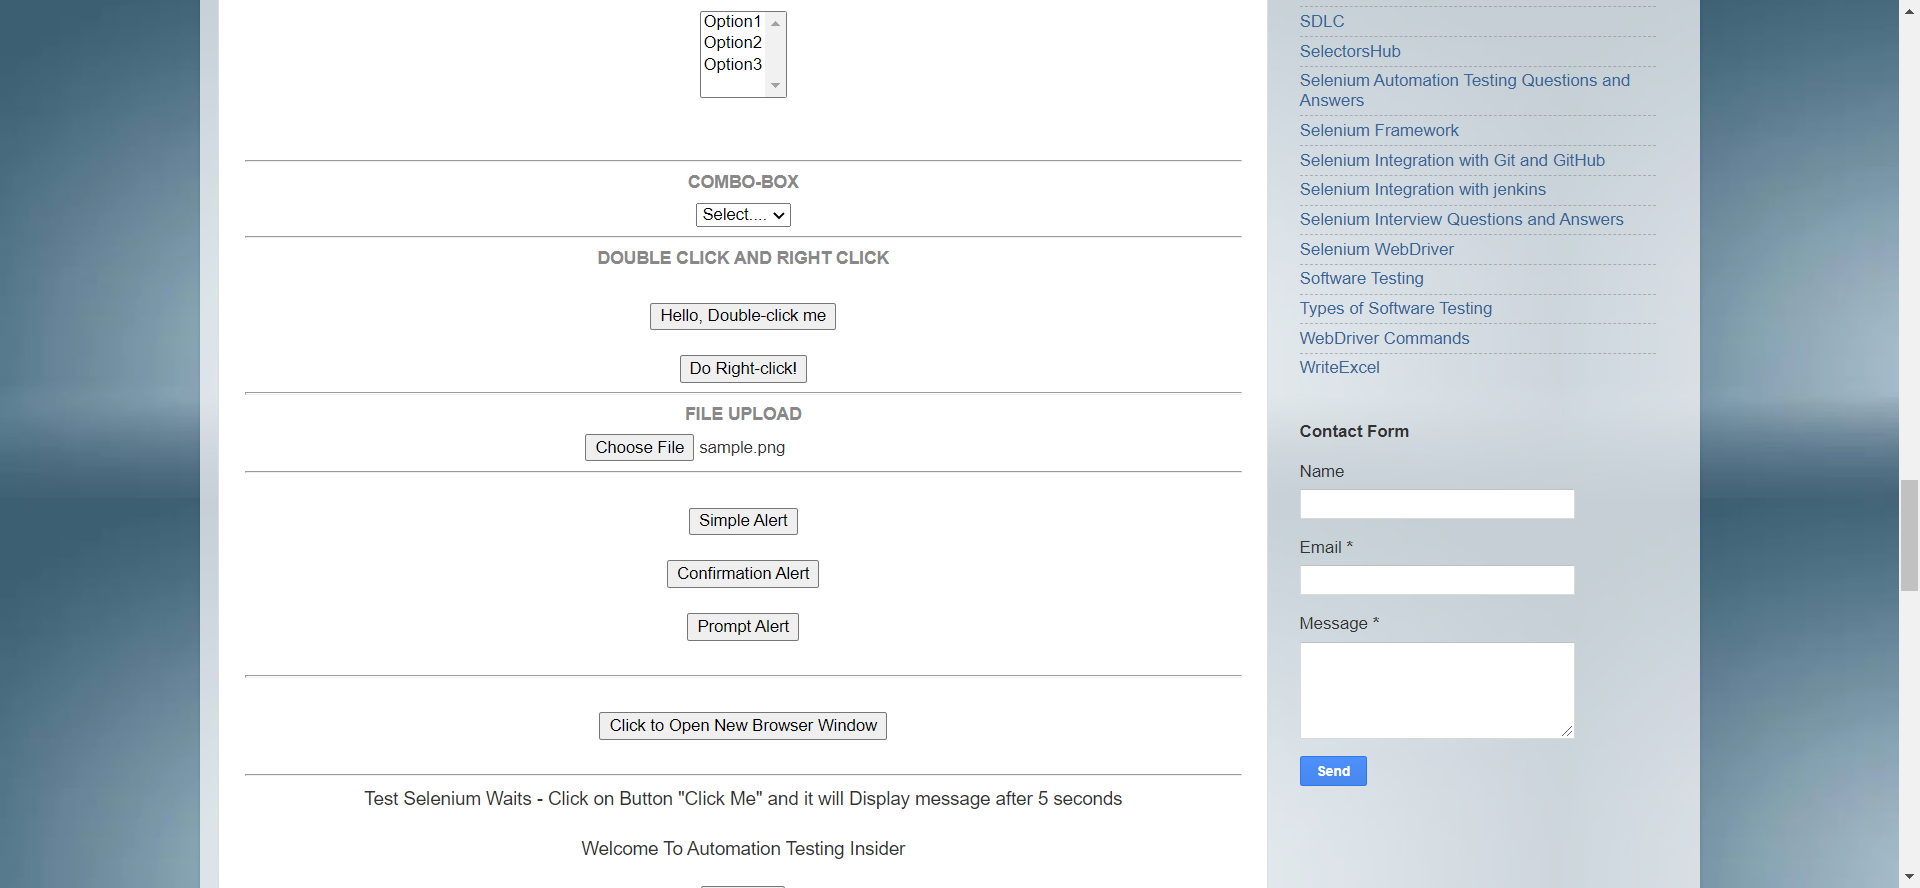 Option1
Option2
Option3
COMBO-BOX
Select....
DOUBLE CLICK AND RIGHT CLICK
Hello, Double-click me
Do Right-click!
FILE UPLOAD
Choose File sample.png
Simple Alert
Confirmation Alert
Prompt Alert
Click to Open New Browser Window
Test Selenium Waits - Click on Button "Click Me" and it will Display message after 5 seconds
Welcome To Automation Testing Insider
SDLC
SelectorsHub
Selenium Automation Testing Questions and
Answers
Selenium Framework
Selenium Integration with Git and GitHub
Selenium Integration with jenkins
Selenium Interview Questions and Answers
Selenium WebDriver
Software Testing
Types of Software Testing
WebDriver Commands
WriteExcel
Contact Form
Name
Email *
Message *
Send